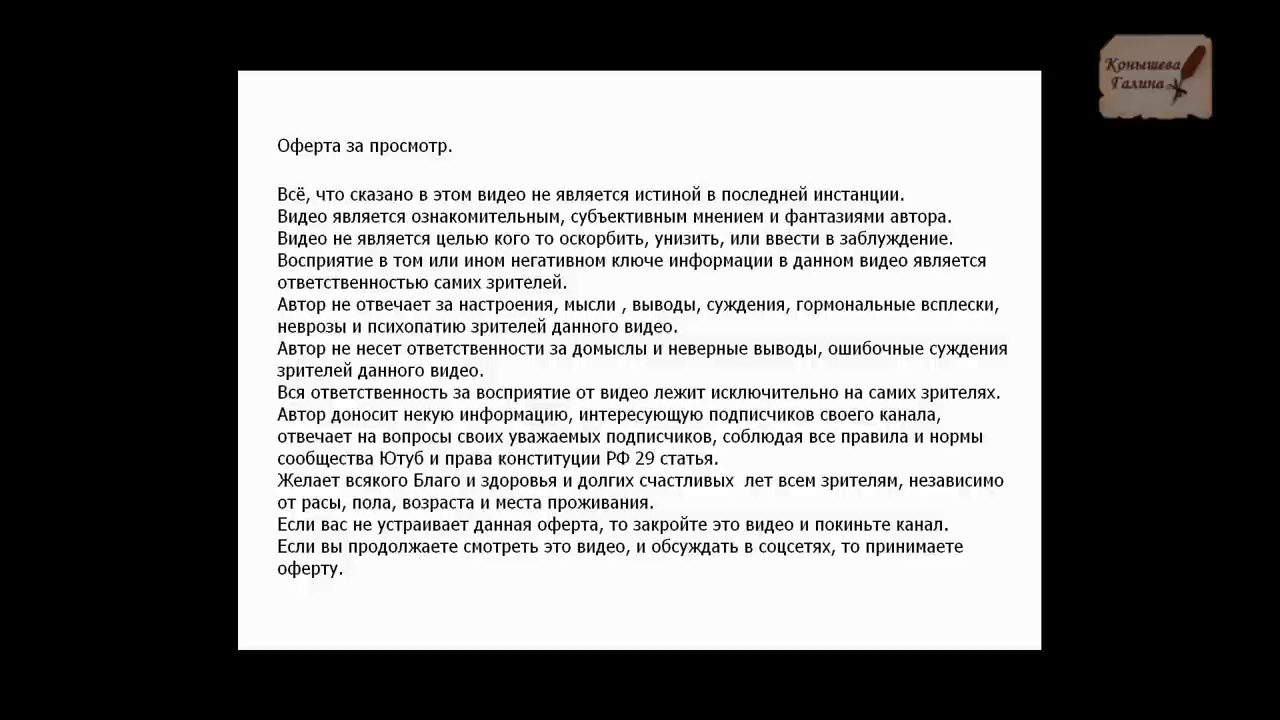 Конышева
Галина
Оферта за просмотр.
Всё, что сказано в этом видео не является истиной в последней инстанции.
Видео является ознакомительным, субъективным мнением и фантазиями автора.
Видео не является целью кого то оскорбить, унизить, или ввести в заблуждение.
Восприятие в том или ином негативном ключе информации в данном видео является
ответственностью самих зрителей.
Автор не отвечает за настроения, мысли , выводы, суждения, гормональные всплески,
неврозы и психопатию зрителей данного видео.
Автор не несет ответственности за домыслы и неверные выводы, ошибочные суждения
зрителей данного видео.
Вся ответственность за восприятие от видео лежит исключительно на самих зрителях.
Автор доносит некую информацию, интересующую подписчиков своего канала,
отвечает на вопросы своих уважаемых подписчиков, соблюдая все правила и нормы
сообщества Ютуб и права конституции РФ 29 статья.
Желает всякого Благо и здоровья и долгих счастливых  лет всем зрителям, независимо
от расы, пола, возраста и места проживания.
Если вас не устраивает данная оферта, то закройте это видео и покиньте канал.
Если вы продолжаете смотреть это видео, и обсуждать в соцсетях, то принимаете
оферту.